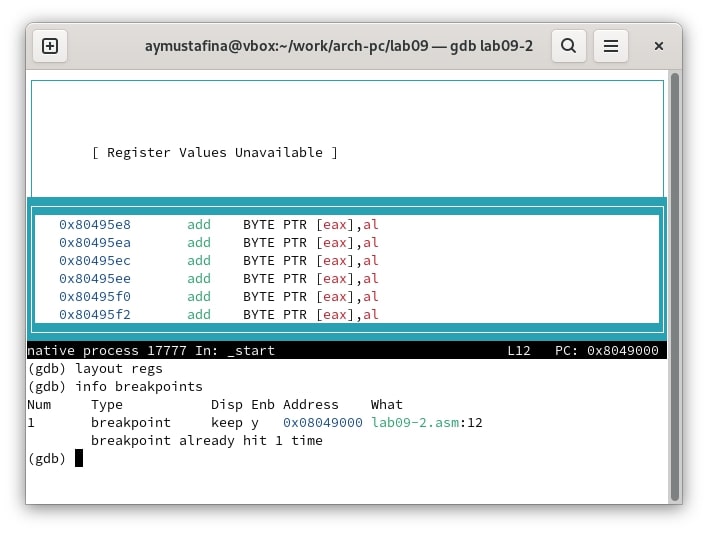 aymustafina@vbox:~/work/arch-pc/lab09 — gdb lab09-2
[ Register Values Unavailable ]
0x80495e8 add BYTE PTR [eax],al
0x80495ea add BYTE PTR [eax],al
0x80495ec add BYTE PTR [eax],al
0x80495ee add BYTE PTR [eax],al
0x80495f0 add BYTE PTR [eax],al
0x80495f2 add BYTE PTR [eax],al
native process 17777 In: _start L12 PC: 0x8049000
(gdb) layout regs
(gdb) info breakpoints
Num Type Disp Enb Address What
1 breakpoint keep y 0x08049000 lab09-2.asm:12
breakpoint already hit 1 time
(gdb)